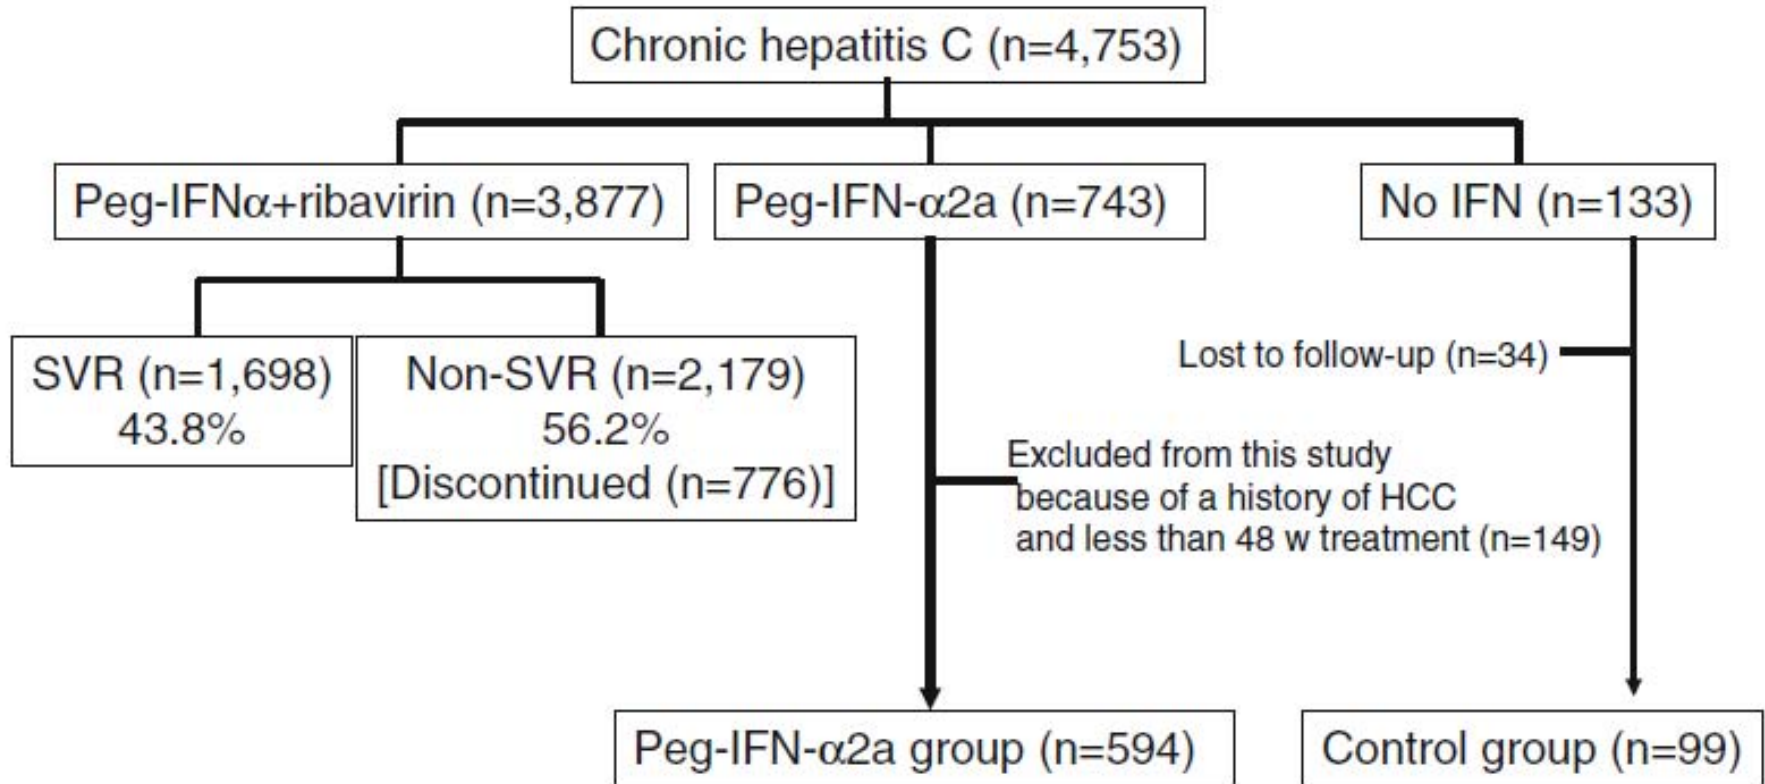 Chronic hepatitis C (n=4,753)
Peg-IFNα+ribavirin (n=3,877)
Peg-IFN-α2a (n=743)
No IFN (n=133)
SVR (n=1,698)
43.8%
Non-SVR (n=2,179)
56.2%
[Discontinued (n=776)]
Lost to follow-up (n=34)
Excluded from this study
because of a history of HCC
and less than 48 w treatment (n=149)
Peg-IFN-α2a group (n=594)
Control group (n=99)